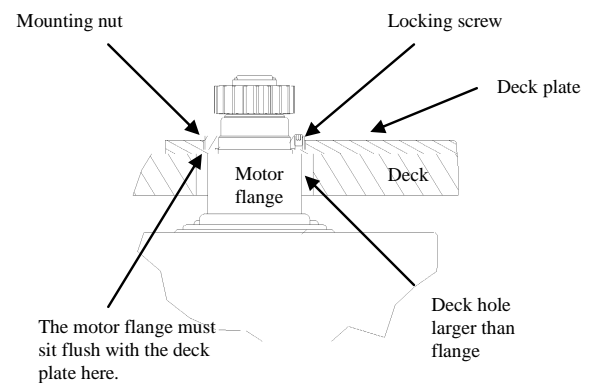 Mounting nut
Locking screw
Deck plate
Motor
flange
Deck
The motor flange must
sit flush with the deck
plate here.
Deck hole
larger than
flange